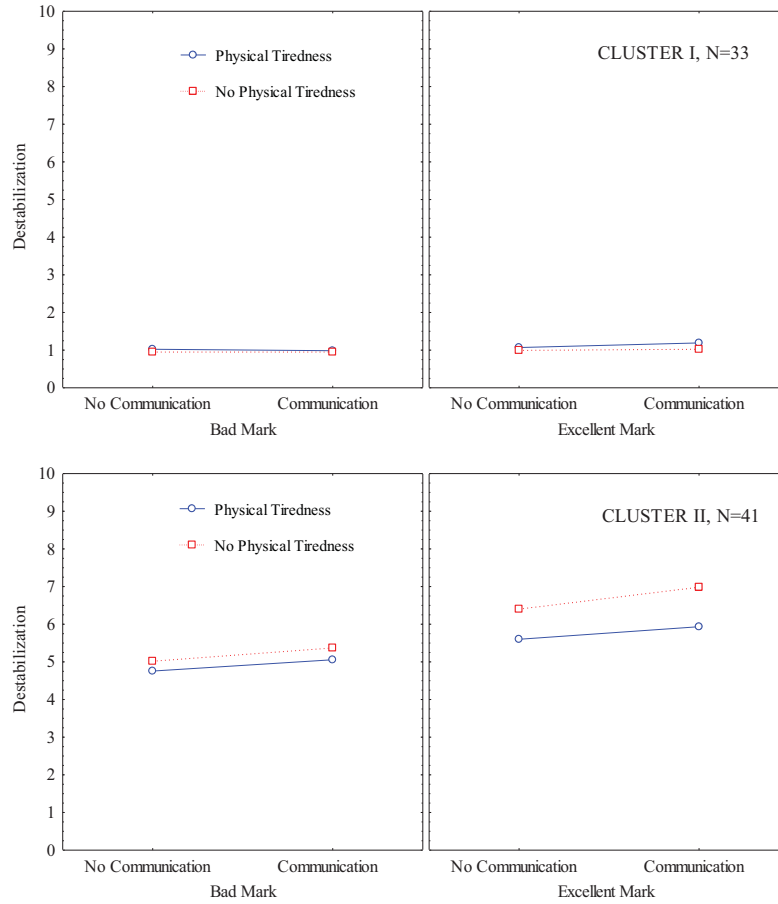 10
9
8
7
6
5
4
3
2
1
0
Destabilization
Physical Tiredness
No Physical Tiredness
CLUSTER I, N=33
No Communication Communication No Communication Communication
Bad Mark Excellent Mark
10
9
8
7
6
5
4
3
2
1
0
Destabilization
Physical Tiredness
No Physical Tiredness
CLUSTER II, N=41
No Communication Communication No Communication Communication
Bad Mark Excellent Mark